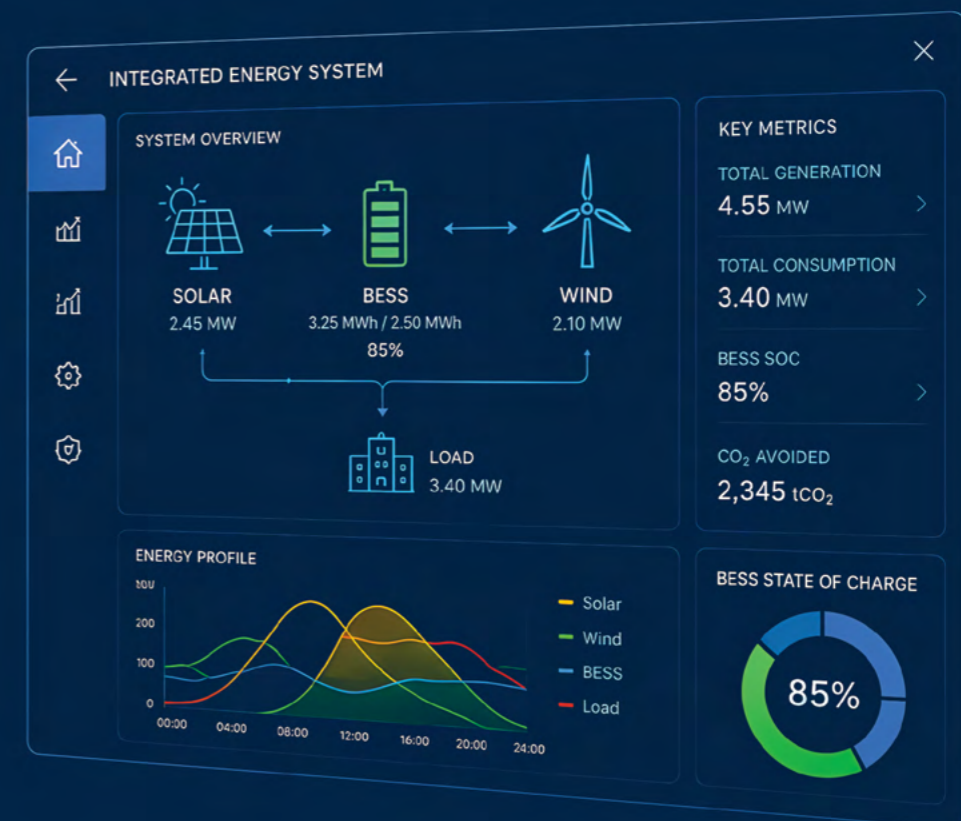 INTEGRATED ENERGY SYSTEM
SYSTEM OVERVIEW
SOLAR
2.45 MW
BESS
3.25 MWh / 2.50 MWh
85%
WIND
2.10 MW
LOAD
3.40 MW
KEY METRICS
TOTAL GENERATION
4.55 MW
TOTAL CONSUMPTION
3.40 MW
BESS SOC
85%
CO₂ AVOIDED
2,345 tCO₂
ENERGY PROFILE
200
100
0
00:00 04:00 08:00 12:00 16:00 20:00 24:00
Solar
Wind
BESS
Load
BESS STATE OF CHARGE
85%